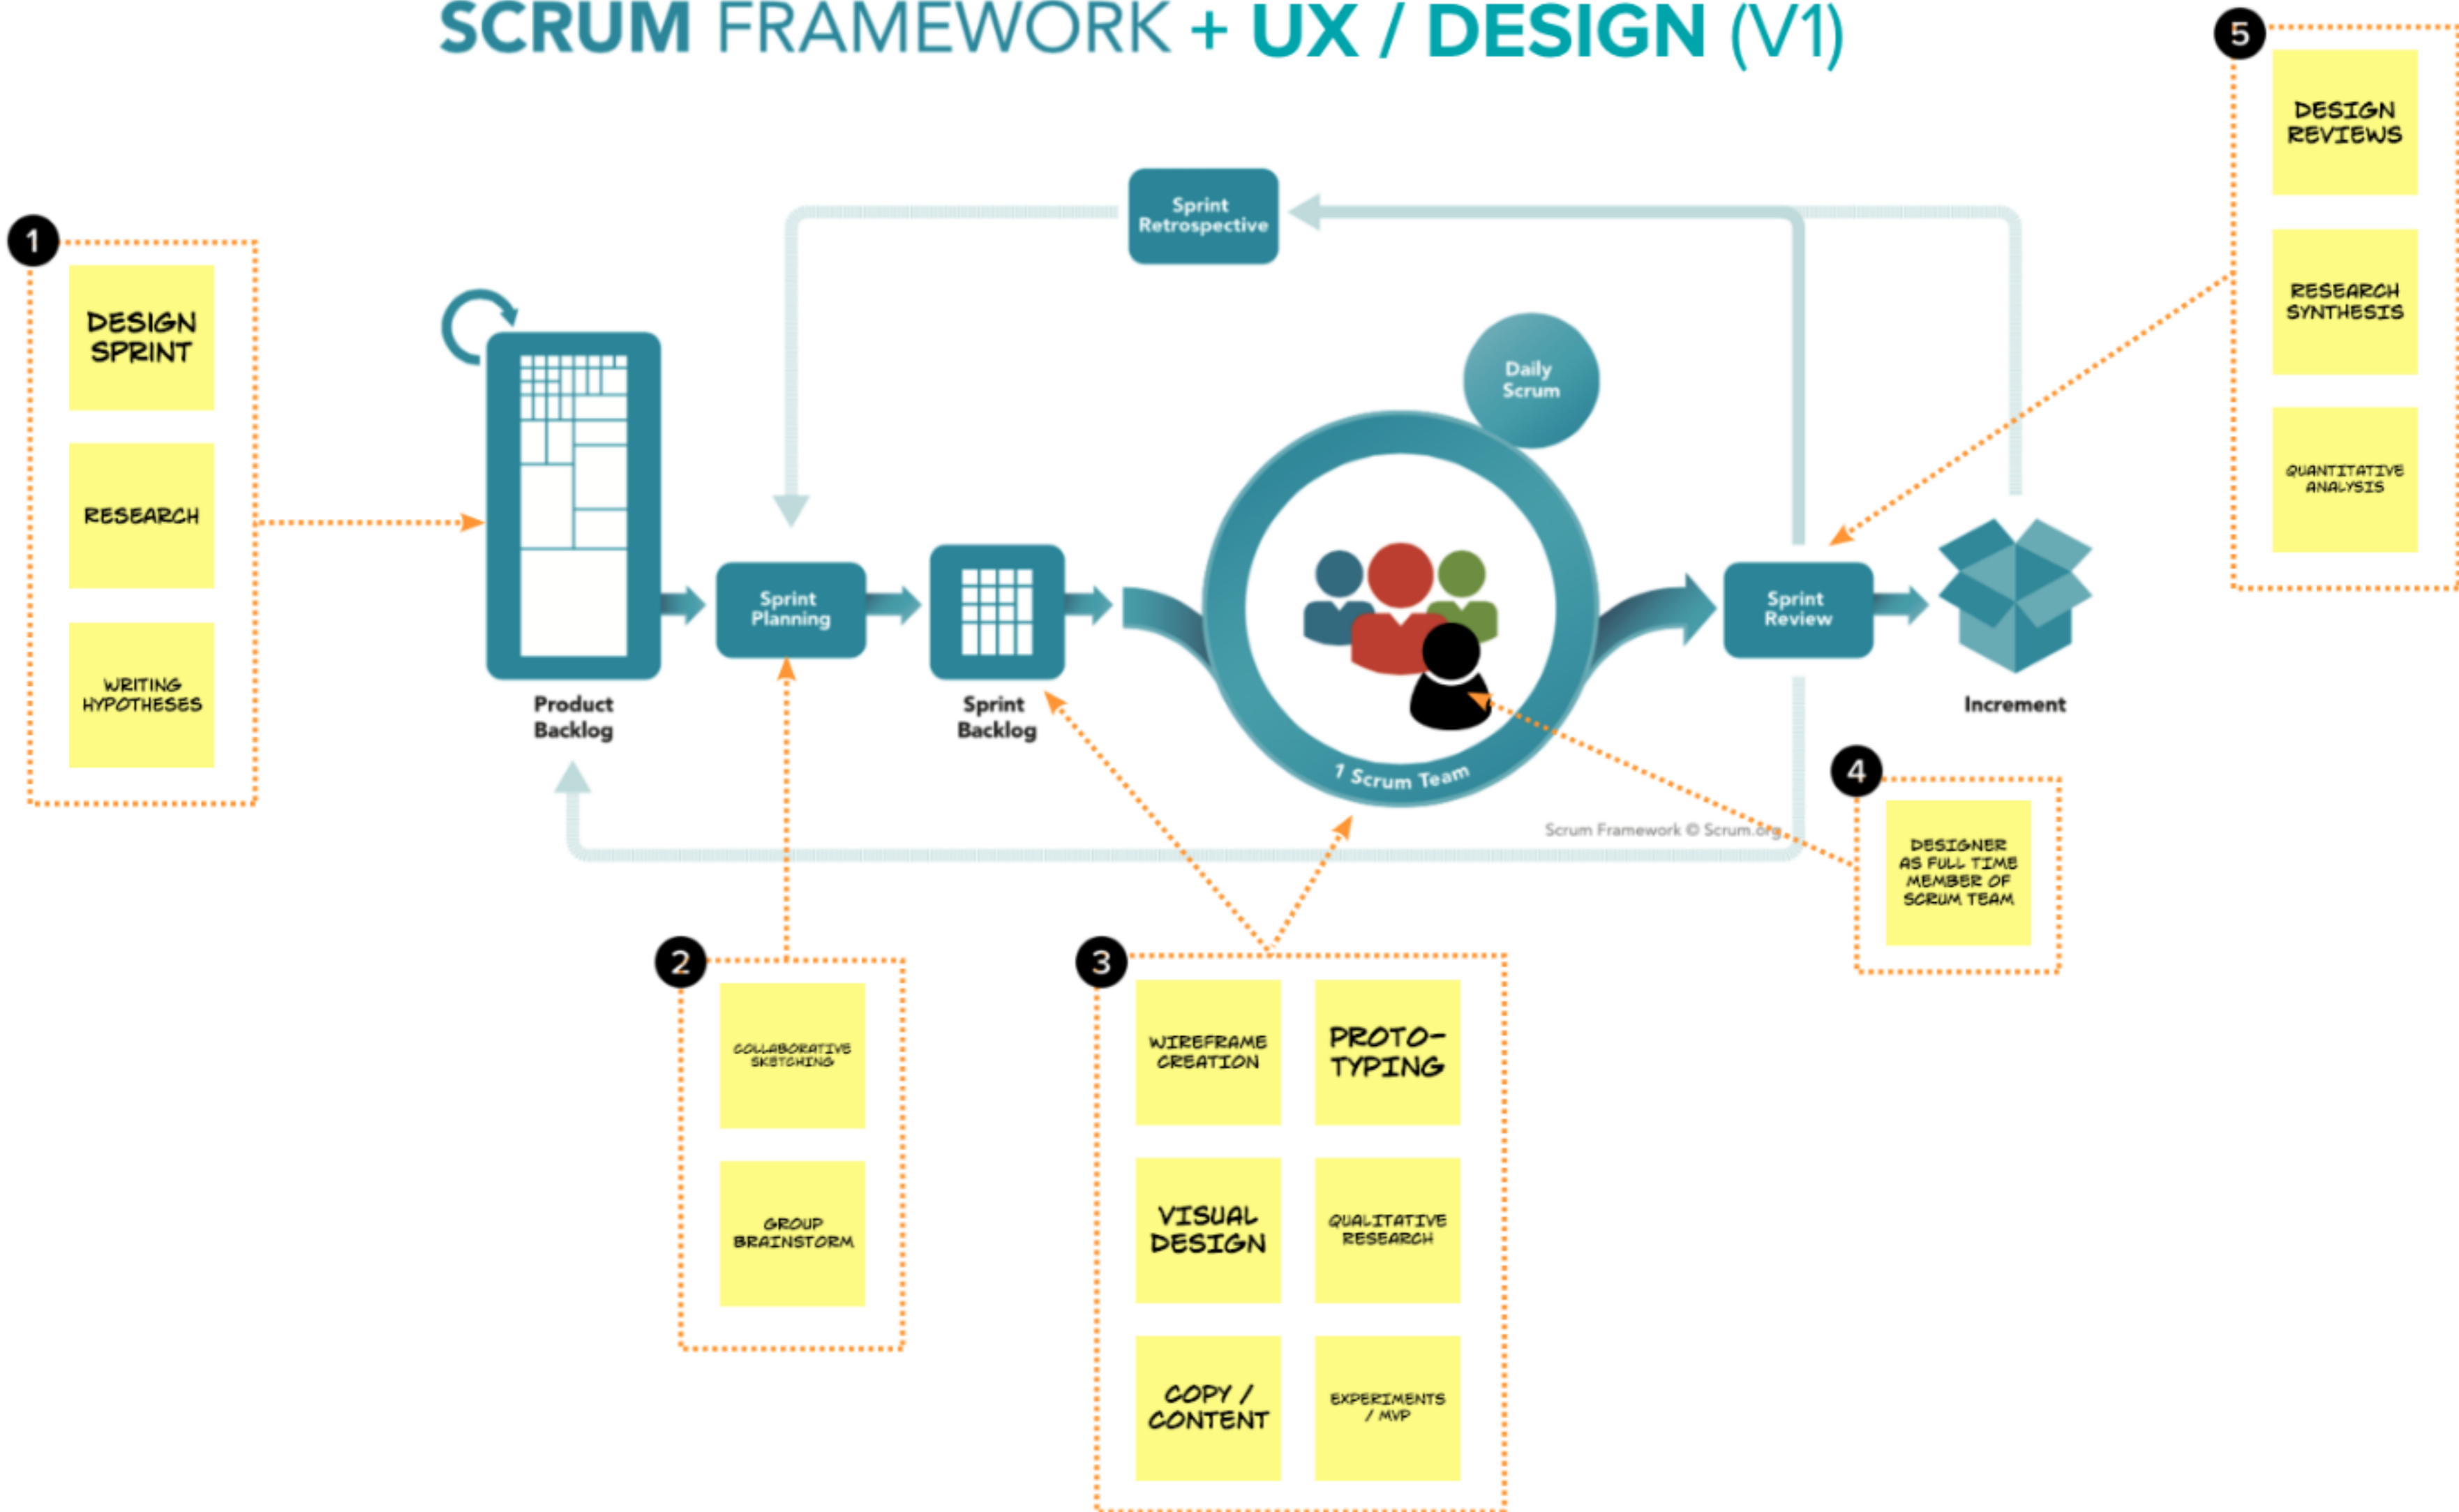 SCRUM FRAMEWORK + UX / DESIGN (V1)
1
DESIGN
SPRINT
RESEARCH
WRITING
HYPOTHESES
Sprint
Retrospective
Product
Backlog
Sprint
Planning
Sprint
Backlog
Daily
Scrum
1 Scrum Team
Sprint
Review
Increment
Scrum Framework © Scrum.org
2
COLLABORATIVE
SKETCHING
GROUP
BRAINSTORM
3
WIREFRAME
CREATION
PROTO-
TYPING
VISUAL
DESIGN
QUALITATIVE
RESEARCH
COPY /
CONTENT
EXPERIMENTS
/ MVP
4
DESIGNER
AS FULL TIME
MEMBER OF
SCRUM TEAM
5
DESIGN
REVIEWS
RESEARCH
SYNTHESIS
QUANTITATIVE
ANALYSIS